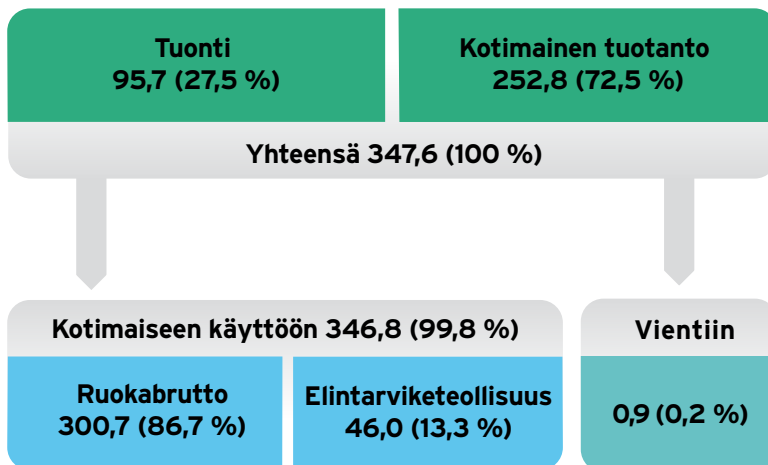 Tuonti
95,7 (27,5 %)
Kotimainen tuotanto
252,8 (72,5 %)
Yhteensä 347,6 (100 %)
Kotimaiseen käyttöön 346,8 (99,8 %)
Ruokabrutto
300,7 (86,7 %)
Elintarviketeollisuus
46,0 (13,3 %)
Vientiin
0,9 (0,2 %)